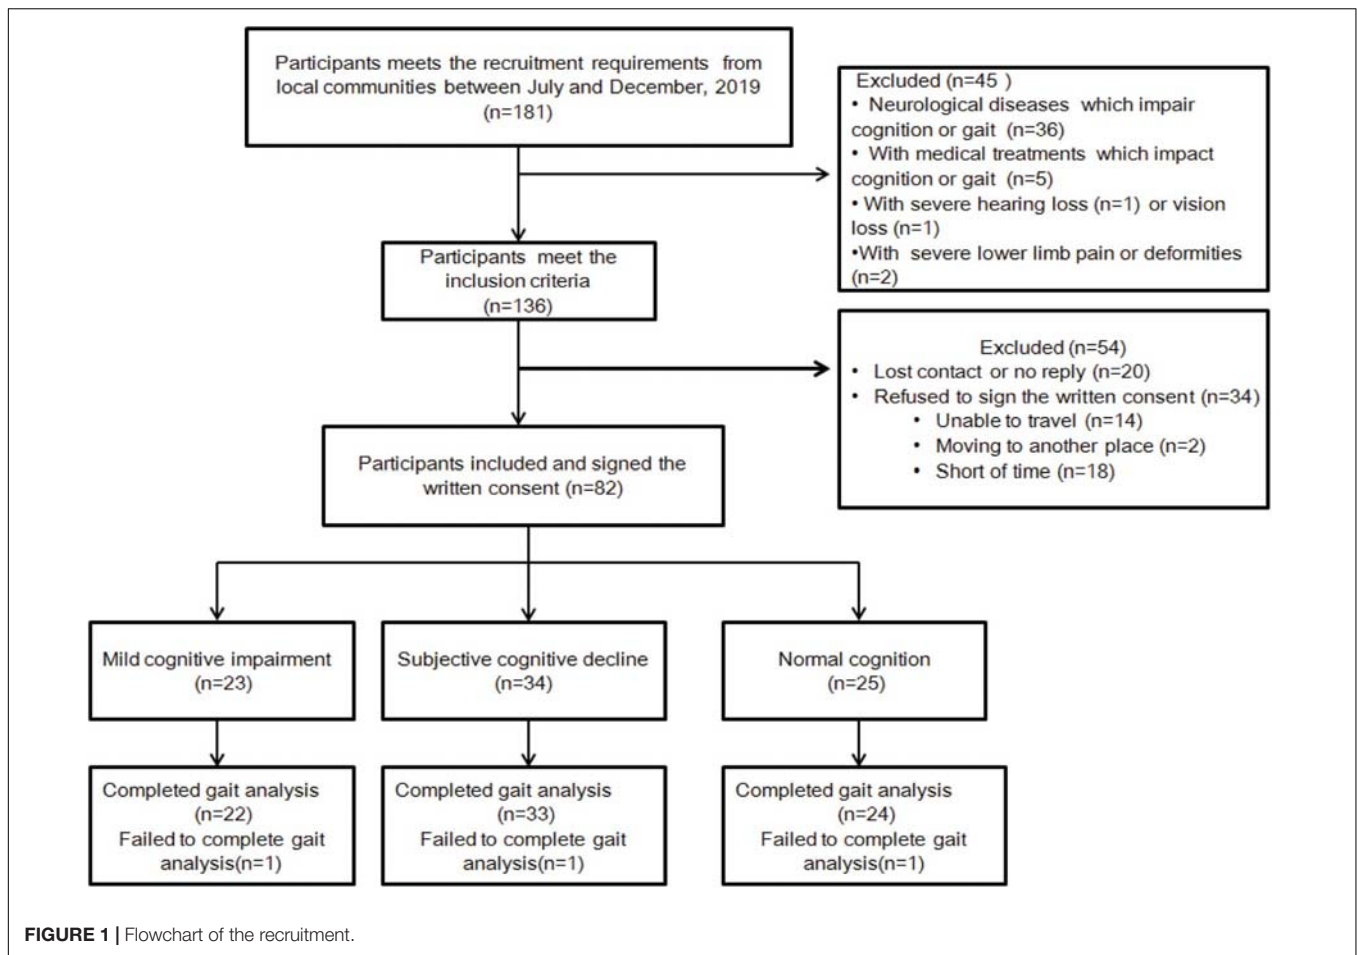 Participants meets the recruitment requirements from
local communities between July and December, 2019
(n=181)
Excluded (n=45 )
• Neurological diseases which impair
cognition or gait (n=36)
• With medical treatments which impact
cognition or gait (n=5)
• With severe hearing loss (n=1) or vision
loss (n=1)
•With severe lower limb pain or deformities
(n=2)
Participants meet the
inclusion criteria
(n=136)
Excluded (n=54)
• Lost contact or no reply (n=20)
• Refused to sign the written consent (n=34)
• Unable to travel (n=14)
• Moving to another place (n=2)
• Short of time (n=18)
Participants included and signed the
written consent (n=82)
Mild cognitive impairment
(n=23)
Subjective cognitive decline
(n=34)
Normal cognition
(n=25)
Completed gait analysis
(n=22)
Failed to complete gait
analysis(n=1)
Completed gait analysis
(n=33)
Failed to complete gait
analysis(n=1)
Completed gait analysis
(n=24)
Failed to complete gait
analysis(n=1)
FIGURE 1 | Flowchart of the recruitment.